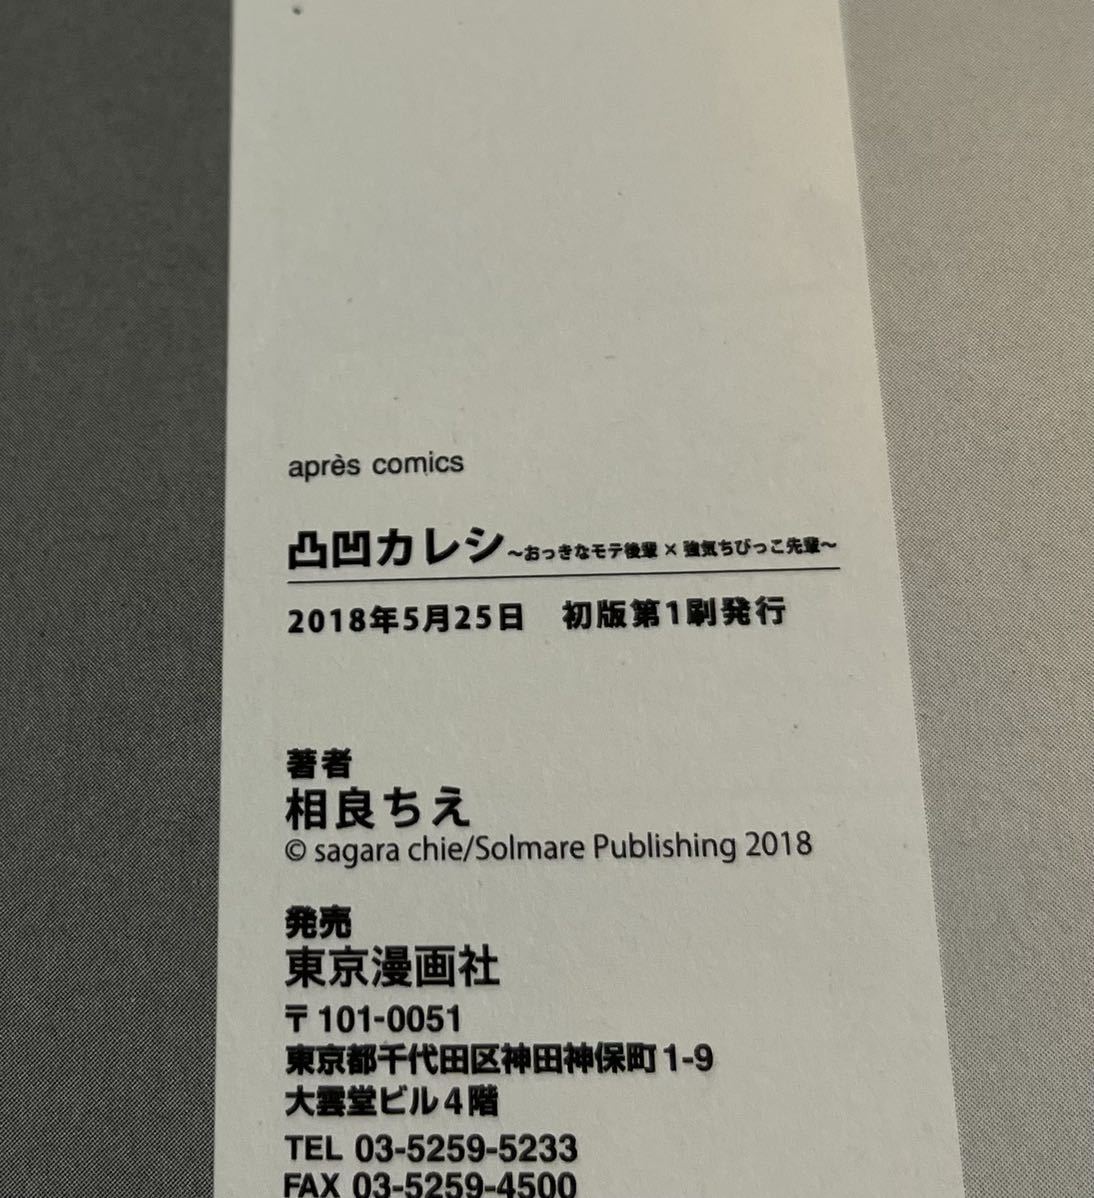 après comics
凸凹カレシ～おっきなモテ後輩×強気ちびっこ先輩～
2018年5月25日　初版第1刷発行
著者
相良ちえ
© sagara chie/Solmare Publishing 2018
発売
東京漫画社
〒101-0051
東京都千代田区神田神保町1-9
大雲堂ビル4階
TEL 03-5259-5233
FAX 03-5259-4500